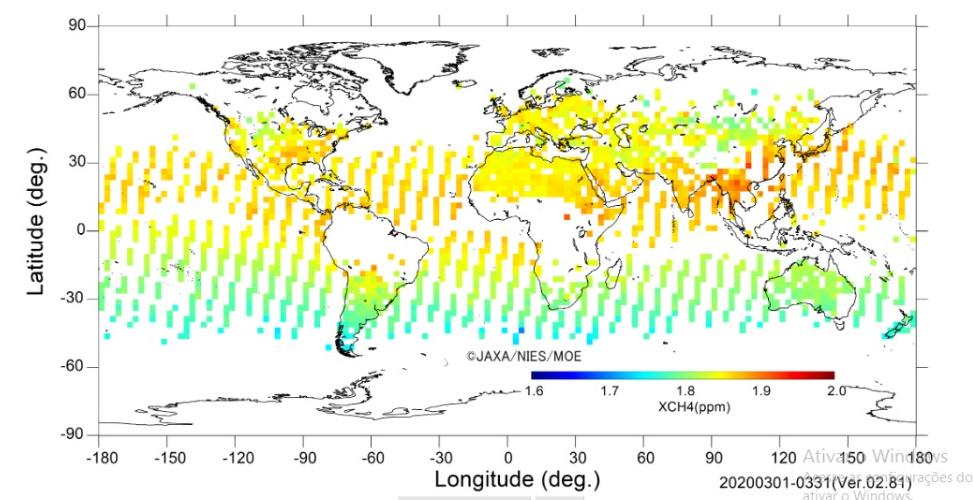 90
60
30
0
-30
-60
-90
Latitude (deg.)
©JAXA/NIES/MOE
1.6 1.7 1.8 1.9 2.0
XCH4(ppm)
-180 -150 -120 -90 -60 -30 0 30 60 90 120 150 180
Longitude (deg.)
20200301-0331(Ver.02.81)
Ativar o Windows
configurações do
ativar o Windows.